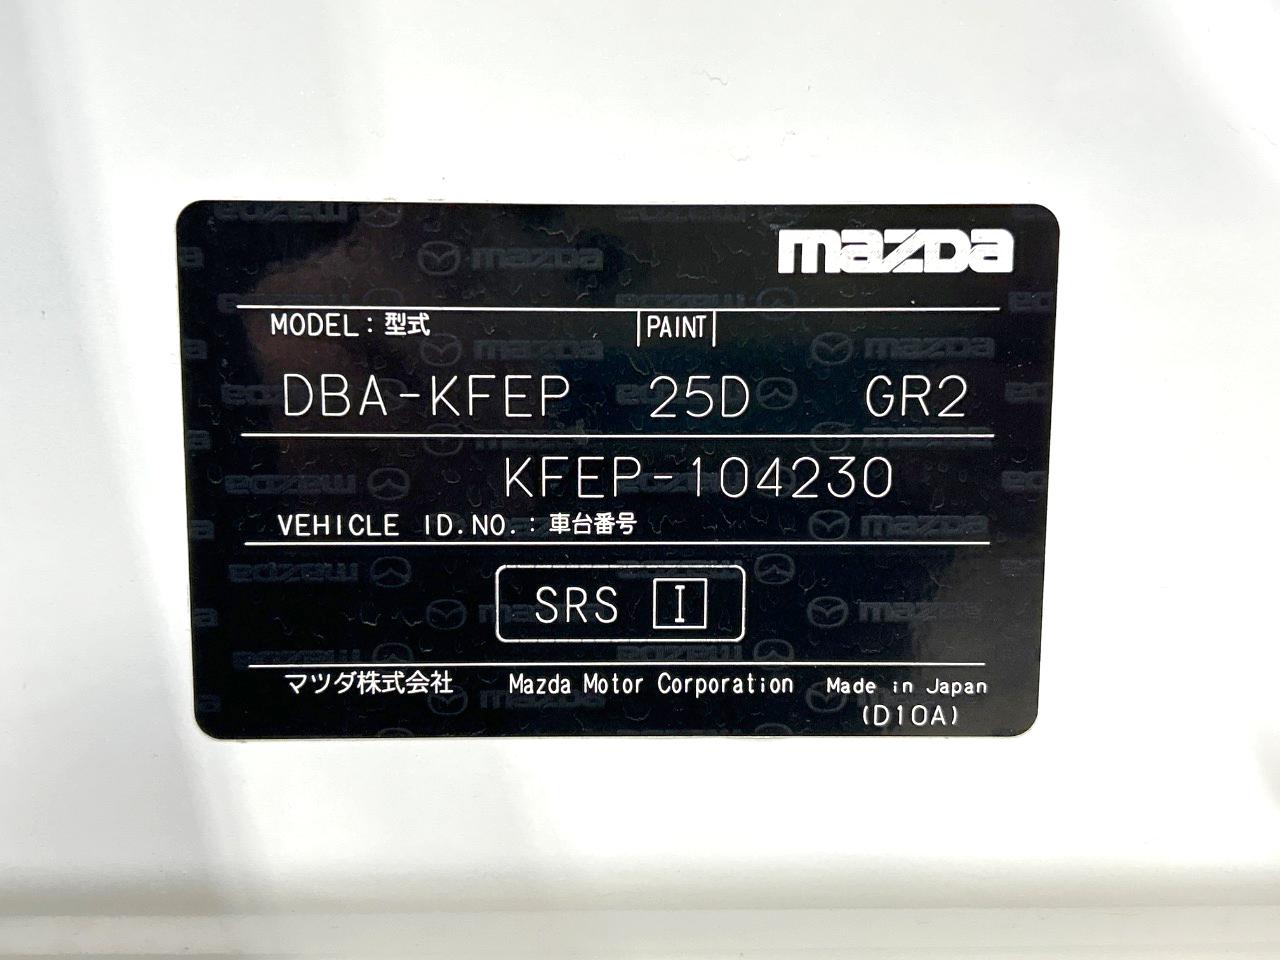 mazda
MODEL: 型式 PAINT
DBA-KFEP 25D GR2
KFEP-104230
VEHICLE ID.NO.: 車台番号
SRS I
マツダ株式会社 Mazda Motor Corporation Made in Japan
(D10A)